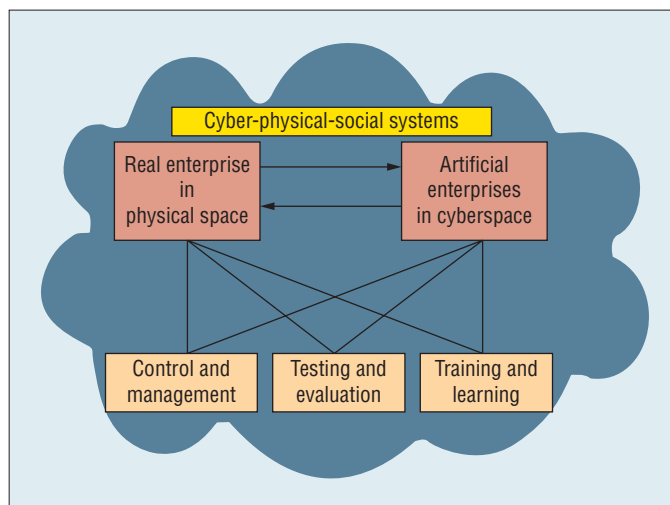 Cyber-physical-social systems
Real enterprise
in
physical space
Artificial
enterprises
in cyberspace
Control and
management
Testing and
evaluation
Training and
learning